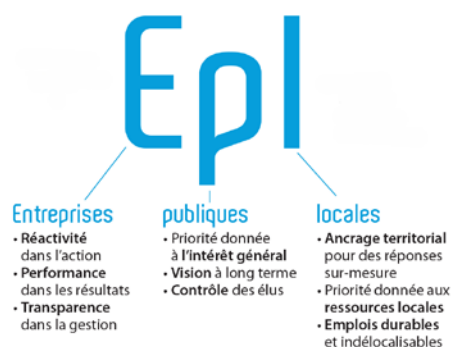 Epl
Entreprises
• Réactivité
dans l'action
• Performance
dans les résultats
• Transparence
dans la gestion
publiques
• Priorité donnée
à l'intérêt général
• Vision à long terme
• Contrôle des élus
locales
• Ancrage territorial
pour des réponses
sur-mesure
• Priorité donnée aux
ressources locales
• Emplois durables
et indélocalisables